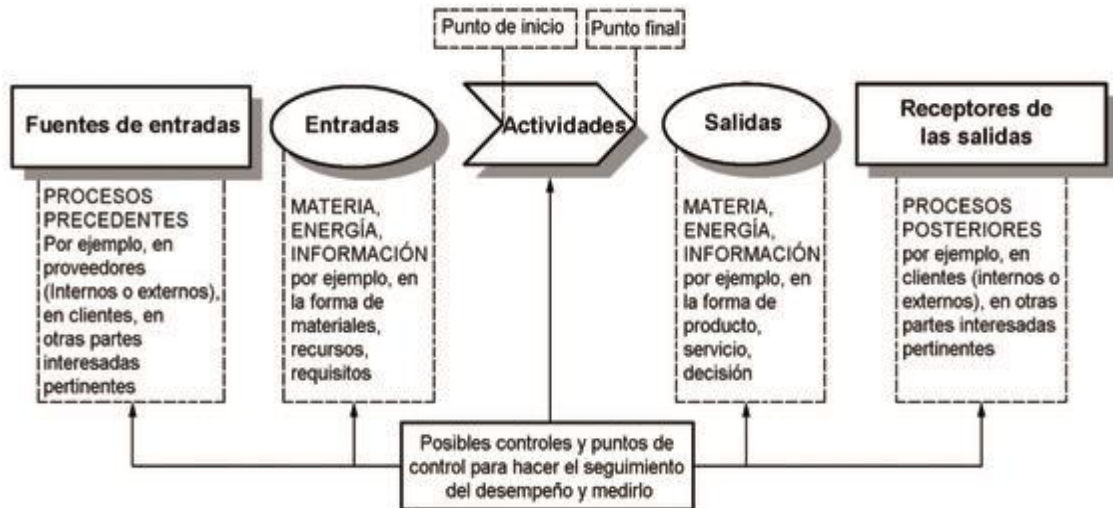 Punto de inicio
Punto final
Fuentes de entradas
Entradas
Actividades
Salidas
Receptores de
las salidas
PROCESOS
PRECEDENTES
Por ejemplo, en
proveedores
(Internos o externos),
en clientes, en
otras partes
interesadas
pertinentes
MATERIA,
ENERGÍA,
INFORMACIÓN
por ejemplo, en
la forma de
materiales,
recursos,
requisitos
MATERIA,
ENERGÍA,
INFORMACIÓN
por ejemplo, en
la forma de
producto,
servicio,
decisión
PROCESOS
POSTERIORES
por ejemplo, en
clientes (internos o
externos), en otras
partes interesadas
pertinentes
Posibles controles y puntos de
control para hacer el seguimiento
del desempeño y medirlo